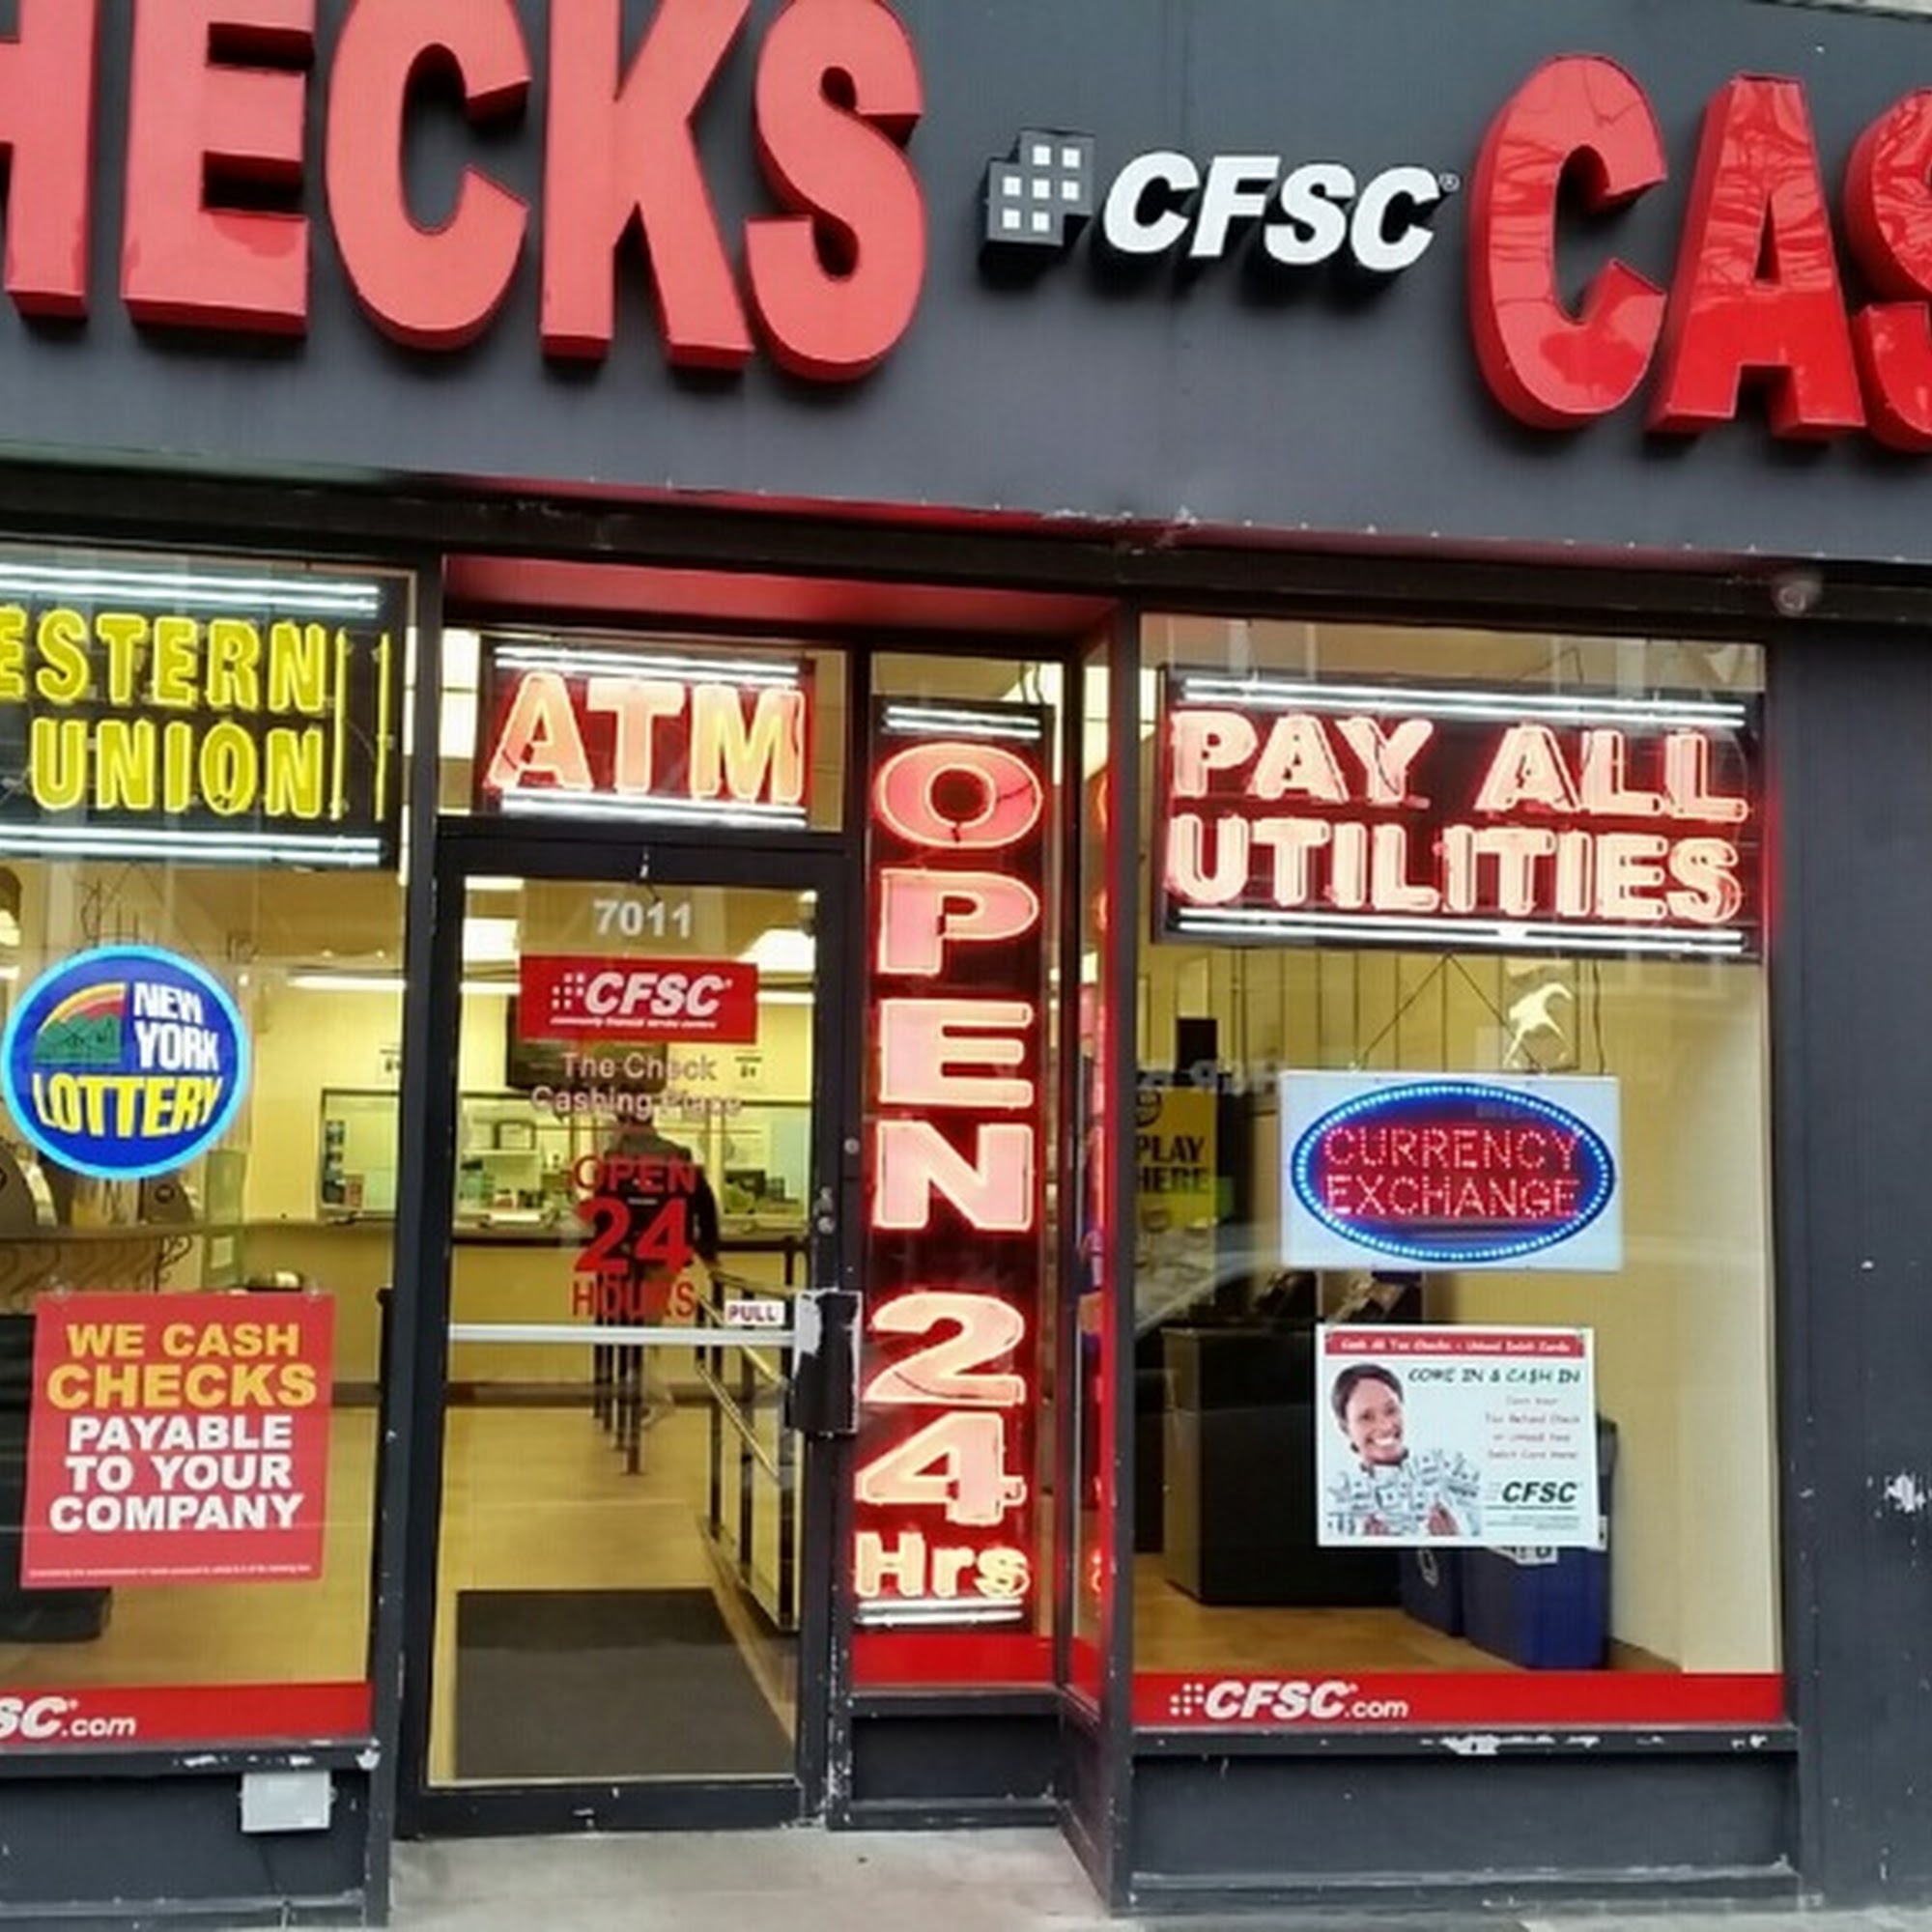 HECKS
CFSC®
CAS
ESTERN
UNION
ATM
OPEN
24
Hrs
PAY ALL
UTILITIES
7011
CFSC
The Check
Cashing Place
OPEN
24
HOURS
PULL
NEW
YORK
LOTTERY
PLAY
HERE
CURRENCY
EXCHANGE
WE CASH
CHECKS
PAYABLE
TO YOUR
COMPANY
COME IN & CASH IN
CFSC
SC.com
CFSC.com